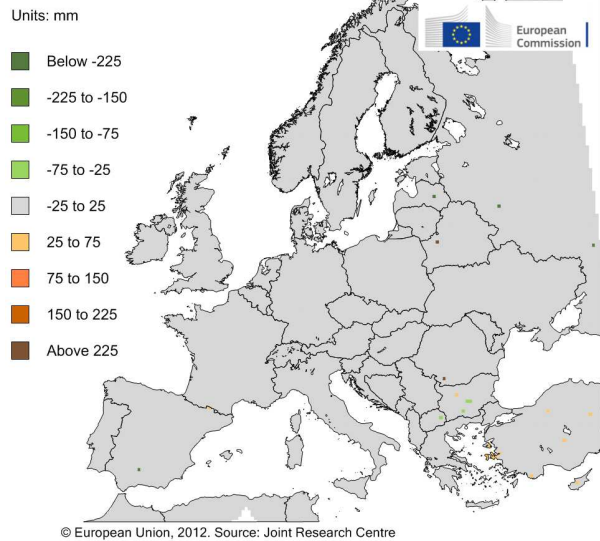 Units: mm
European
Commission
Below -225
-225 to -150
-150 to -75
-75 to -25
-25 to 25
25 to 75
75 to 150
150 to 225
Above 225
© European Union, 2012. Source: Joint Research Centre